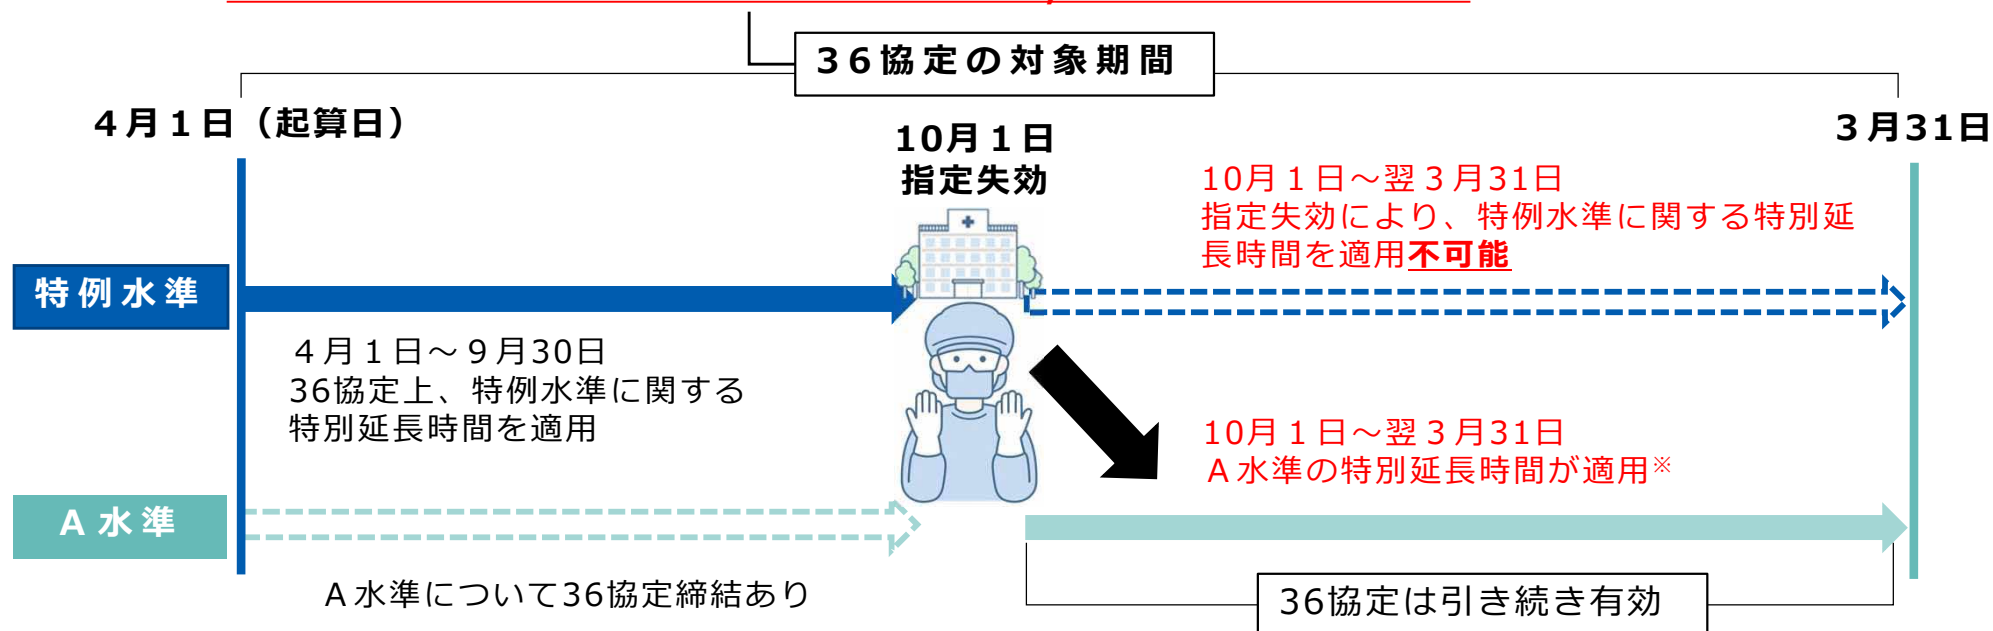 36協定の対象期間
４月１日（起算日）
10月１日
指定失効
３月31日
10月１日～翌３月31日
指定失効により、特例水準に関する特別延
長時間を適用不可能
特例水準
４月１日～９月30日
36協定上、特例水準に関する
特別延長時間を適用
10月１日～翌３月31日
Ａ水準の特別延長時間が適用※
Ａ水準
Ａ水準について36協定締結あり
36協定は引き続き有効